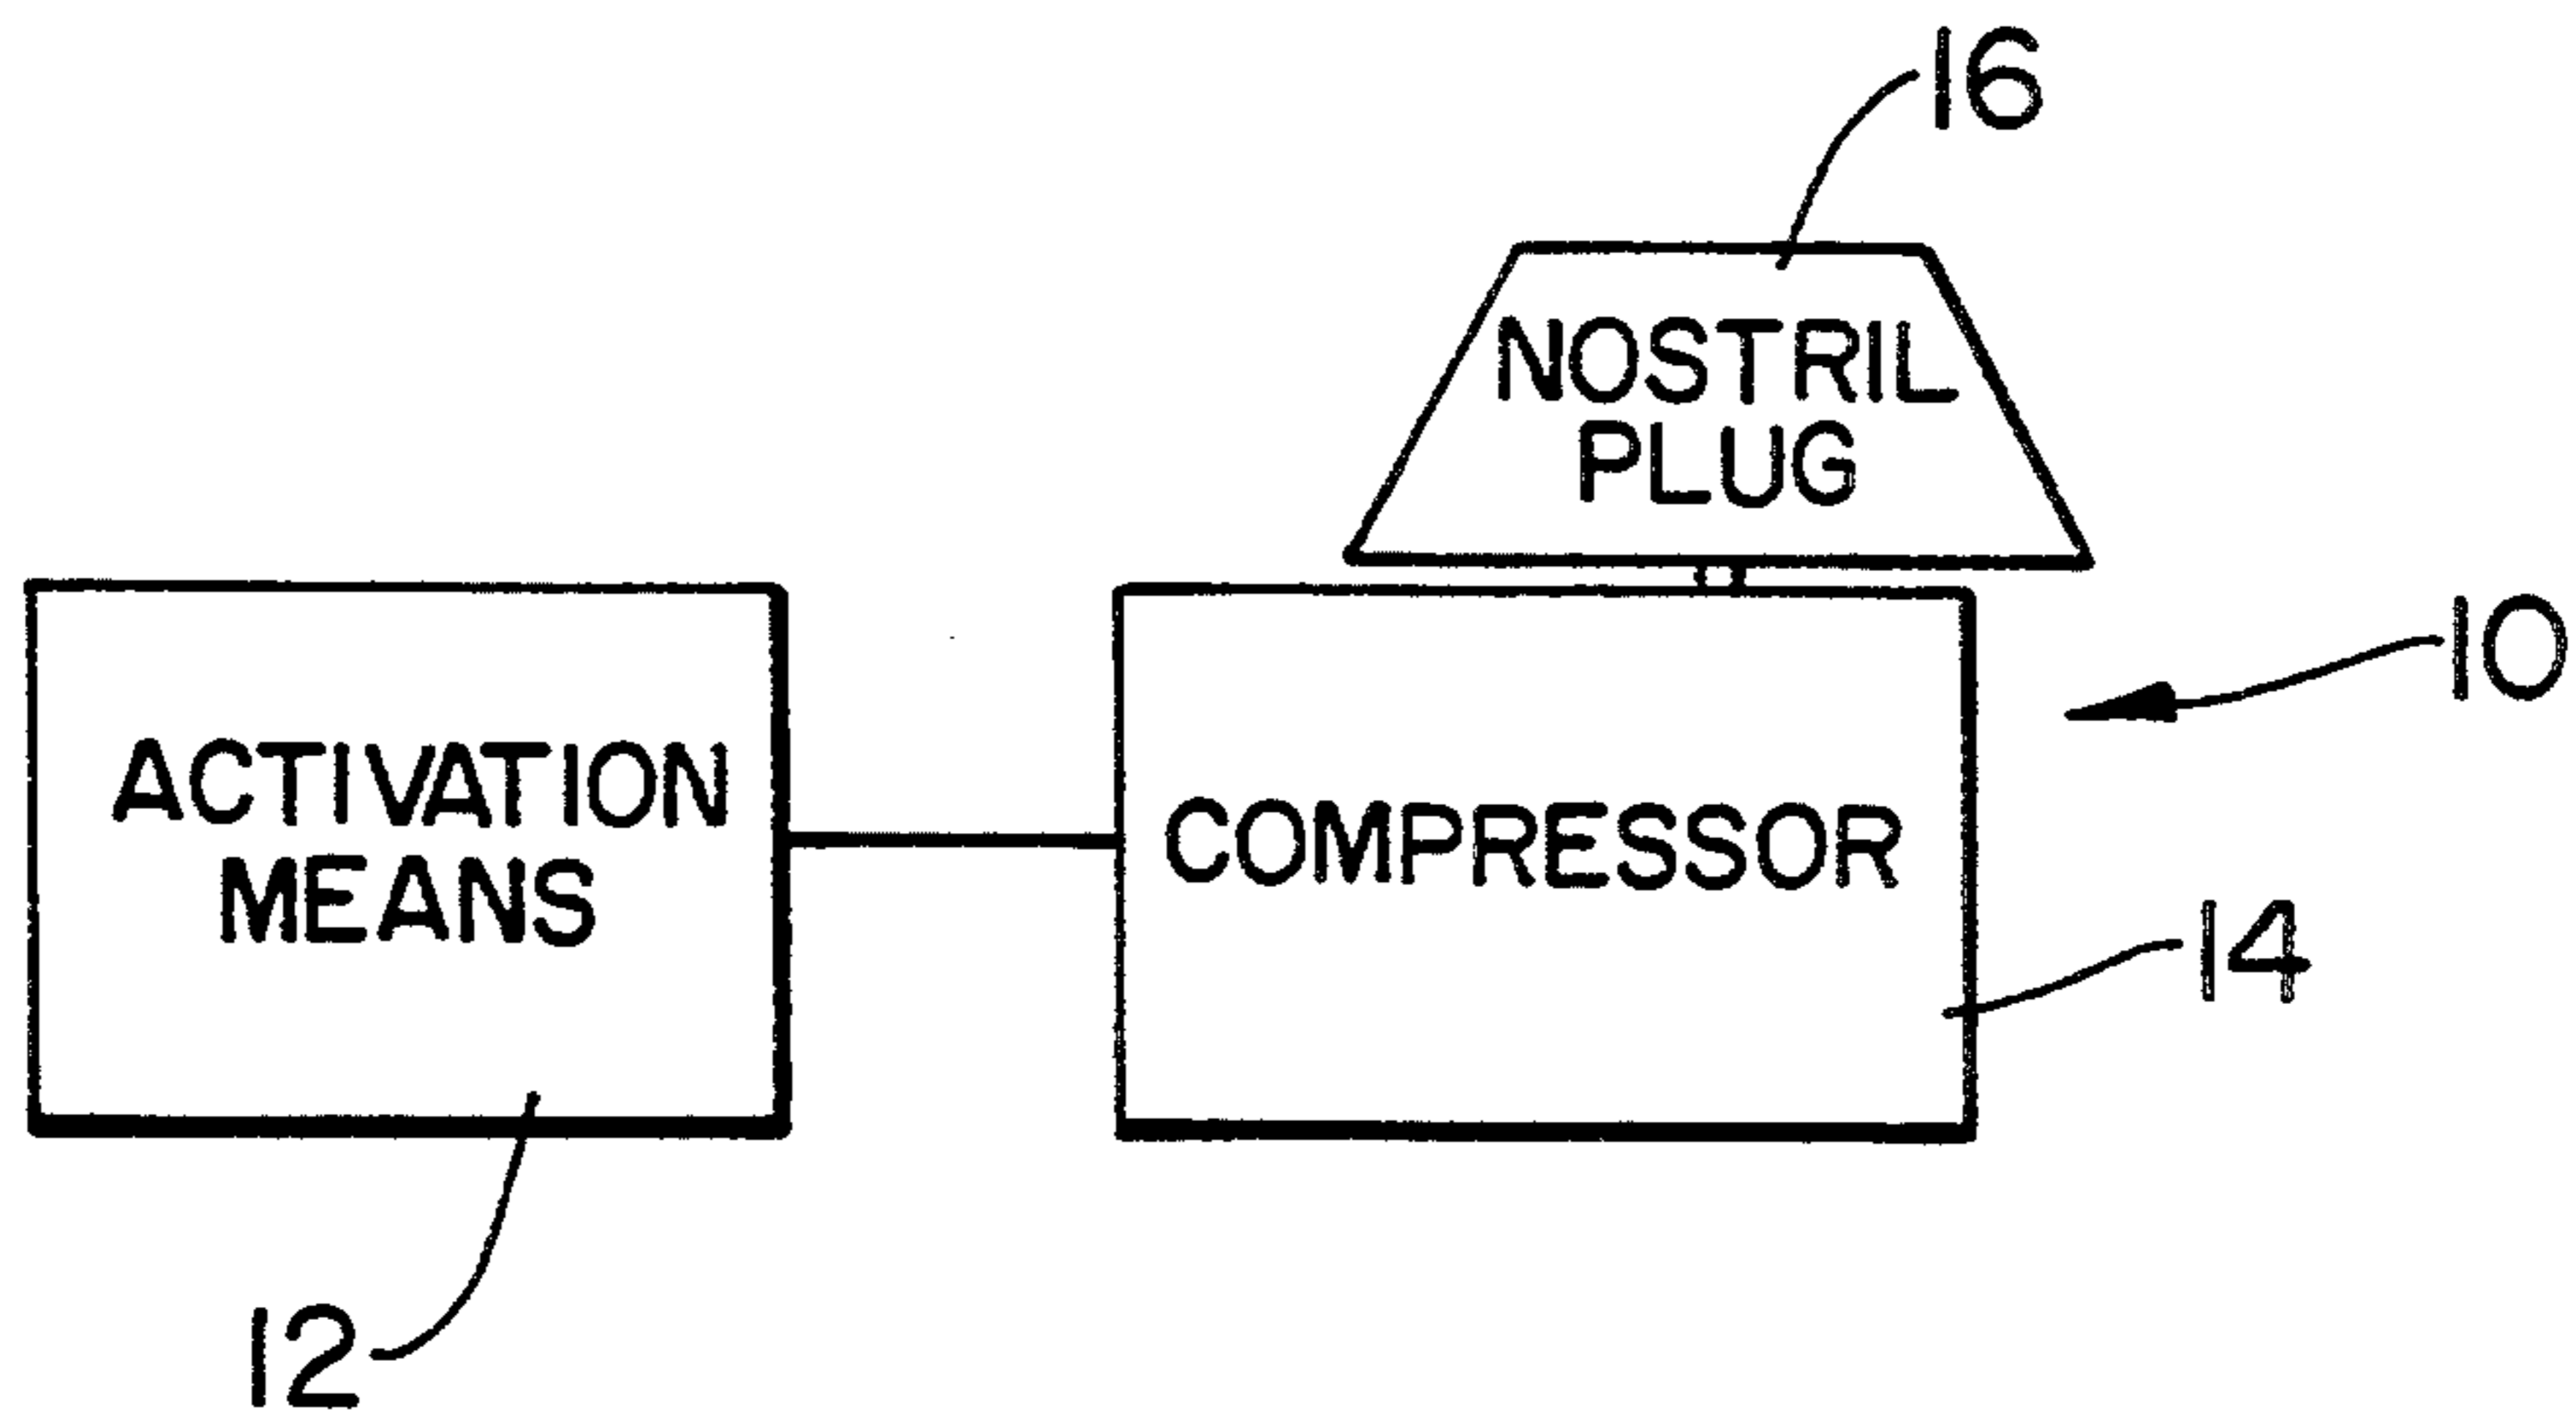 16
NOSTRIL
PLUG
10
ACTIVATION
MEANS
COMPRESSOR
14
12